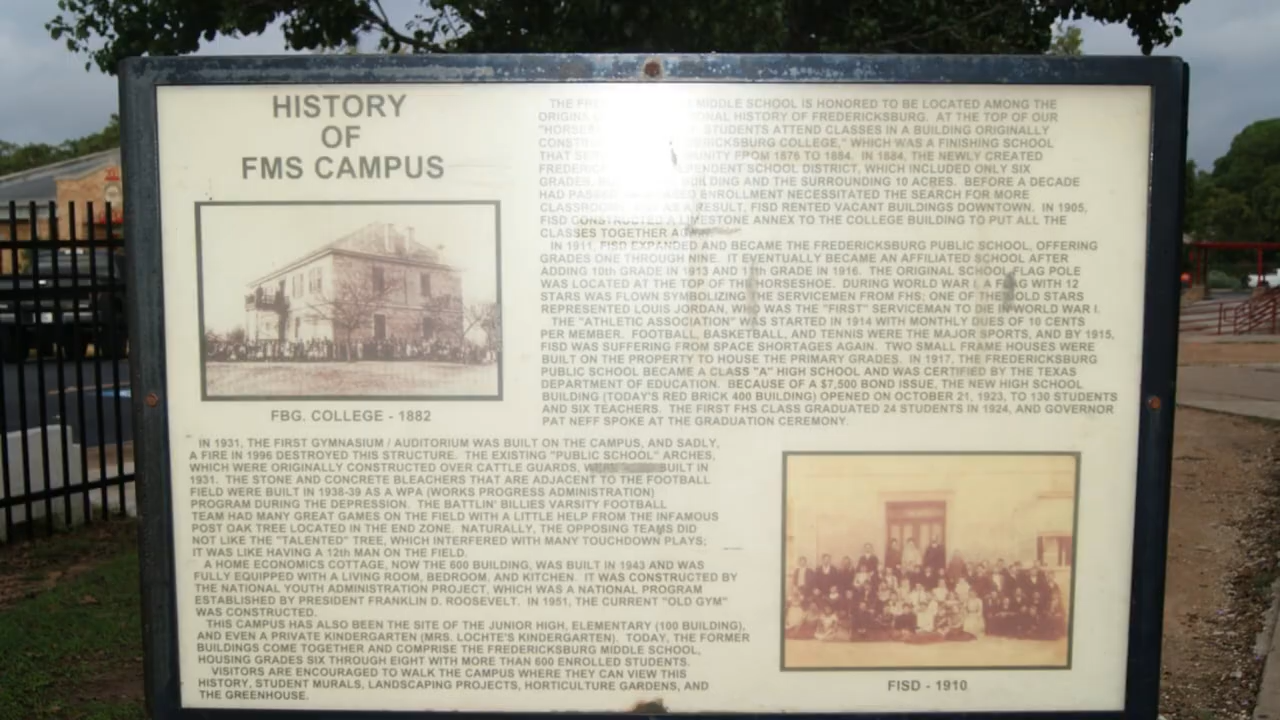 HISTORY
OF
FMS CAMPUS
FBG. COLLEGE - 1882
THE MIDDLE SCHOOL IS HONORED TO BE LOCATED AMONG THE
HISTORY OF FREDERICKSBURG. AT THE TOP OF OUR
STUDENTS ATTEND CLASSES IN A BUILDING ORIGINALLY
COLLEGE," WHICH WAS A FINISHING SCHOOL
THAT FROM 1876 TO 1884. IN 1884, THE NEWLY CREATED
SCHOOL DISTRICT, WHICH INCLUDED ONLY SIX
GRADES, BUILDING AND THE SURROUNDING 10 ACRES. BEFORE A DECADE
HAD ENROLLMENT NECESSITATED THE SEARCH FOR MORE
AS A RESULT, FISD RENTED VACANT BUILDINGS DOWNTOWN. IN 1905,
FISD CONSTRUCTED A LIMESTONE ANNEX TO THE COLLEGE BUILDING TO PUT ALL THE
CLASSES TOGETHER
IN 1911, FISD EXPANDED AND BECAME THE FREDERICKSBURG PUBLIC SCHOOL, OFFERING
GRADES ONE THROUGH NINE. IT EVENTUALLY BECAME AN AFFILIATED SCHOOL AFTER
ADDING 10th GRADE IN 1913 AND 11th GRADE IN 1916. THE ORIGINAL SCHOOL FLAG POLE
WAS LOCATED AT THE TOP OF THE HORSESHOE. DURING WORLD WAR I, A FLAG WITH 12
STARS WAS FLOWN SYMBOLIZING THE SERVICEMEN FROM FHS; ONE OF THE OLD STARS
REPRESENTED LOUIS JORDAN, WHO WAS THE "FIRST" SERVICEMAN TO DIE IN WORLD WAR I.
THE "ATHLETIC ASSOCIATION" WAS STARTED IN 1914 WITH MONTHLY DUES OF 10 CENTS
PER MEMBER. FOOTBALL, BASKETBALL, AND TENNIS WERE THE MAJOR SPORTS, AND BY 1915,
FISD WAS SUFFERING FROM SPACE SHORTAGES AGAIN. TWO SMALL FRAME HOUSES WERE
BUILT ON THE PROPERTY TO HOUSE THE PRIMARY GRADES. IN 1917, THE FREDERICKSBURG
PUBLIC SCHOOL BECAME A CLASS "A" HIGH SCHOOL AND WAS CERTIFIED BY THE TEXAS
DEPARTMENT OF EDUCATION. BECAUSE OF A $7,500 BOND ISSUE, THE NEW HIGH SCHOOL
BUILDING (TODAY'S RED BRICK 400 BUILDING) OPENED ON OCTOBER 21, 1923, TO 130 STUDENTS
AND SIX TEACHERS. THE FIRST FHS CLASS GRADUATED 24 STUDENTS IN 1924, AND GOVERNOR
PAT NEFF SPOKE AT THE GRADUATION CEREMONY.
IN 1931, THE FIRST GYMNASIUM / AUDITORIUM WAS BUILT ON THE CAMPUS, AND SADLY,
A FIRE IN 1996 DESTROYED THIS STRUCTURE. THE EXISTING "PUBLIC SCHOOL" ARCHES,
WHICH WERE ORIGINALLY CONSTRUCTED OVER CATTLE GUARDS, WERE BUILT IN
1931. THE STONE AND CONCRETE BLEACHERS THAT ARE ADJACENT TO THE FOOTBALL
FIELD WERE BUILT IN 1938-39 AS A WPA (WORKS PROGRESS ADMINISTRATION)
PROGRAM DURING THE DEPRESSION. THE BATTLIN' BILLIES VARSITY FOOTBALL
TEAM HAD MANY GREAT GAMES ON THE FIELD WITH A LITTLE HELP FROM THE INFAMOUS
POST OAK TREE LOCATED IN THE END ZONE. NATURALLY, THE OPPOSING TEAMS DID
NOT LIKE THE "TALENTED" TREE, WHICH INTERFERED WITH MANY TOUCHDOWN PLAYS;
IT WAS LIKE HAVING A 12th MAN ON THE FIELD.
A HOME ECONOMICS COTTAGE, NOW THE 600 BUILDING, WAS BUILT IN 1943 AND WAS
FULLY EQUIPPED WITH A LIVING ROOM, BEDROOM, AND KITCHEN. IT WAS CONSTRUCTED BY
THE NATIONAL YOUTH ADMINISTRATION PROJECT, WHICH WAS A NATIONAL PROGRAM
ESTABLISHED BY PRESIDENT FRANKLIN D. ROOSEVELT. IN 1951, THE CURRENT "OLD GYM"
WAS CONSTRUCTED.
THIS CAMPUS HAS ALSO BEEN THE SITE OF THE JUNIOR HIGH, ELEMENTARY (100 BUILDING),
AND EVEN A PRIVATE KINDERGARTEN (MRS. LOCHTE'S KINDERGARTEN). TODAY, THE FORMER
BUILDINGS COME TOGETHER AND COMPRISE THE FREDERICKSBURG MIDDLE SCHOOL,
HOUSING GRADES SIX THROUGH EIGHT WITH MORE THAN 600 ENROLLED STUDENTS.
VISITORS ARE ENCOURAGED TO WALK THE CAMPUS WHERE THEY CAN VIEW THIS
HISTORY, STUDENT MURALS, LANDSCAPING PROJECTS, HORTICULTURE GARDENS, AND
THE GREENHOUSE.
FISD - 1910